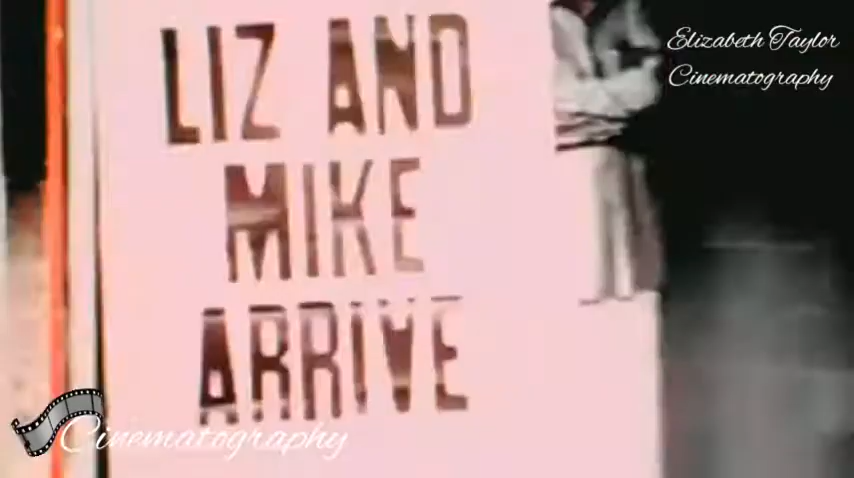 LIZ AND
MIKE
ARRIVE
Elizabeth Taylor
Cinematography
Cinematography